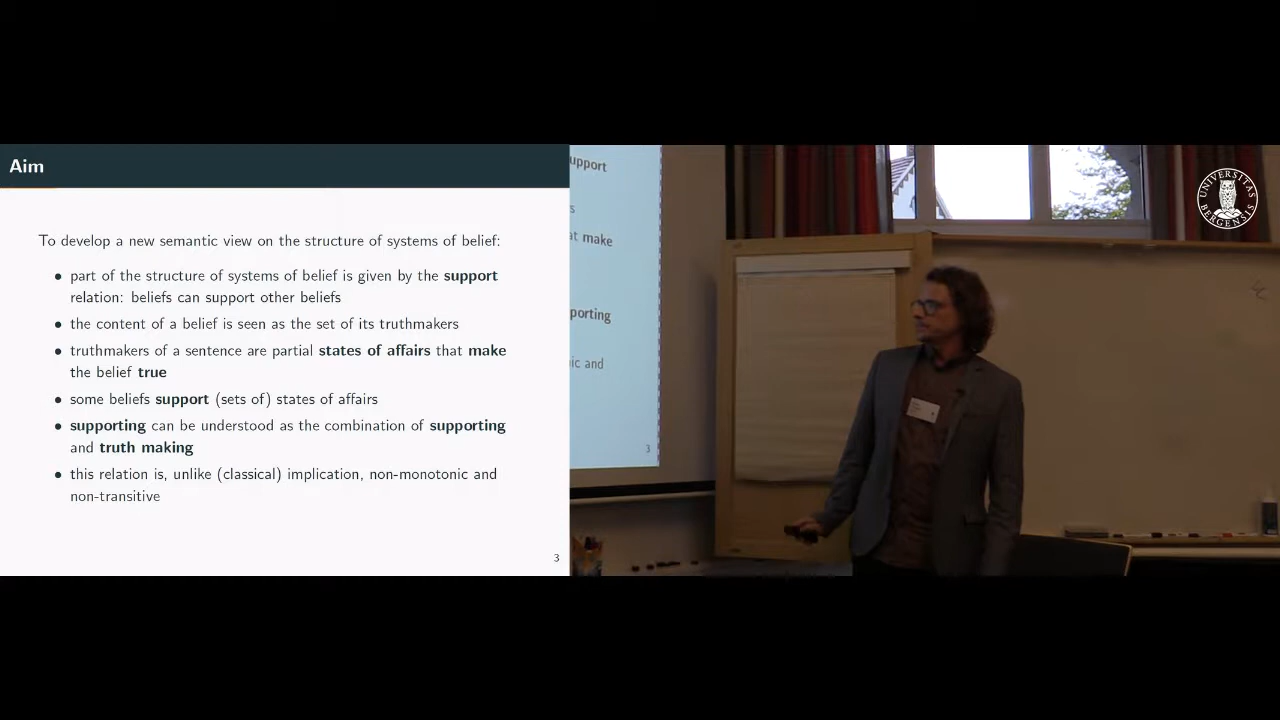 Aim
To develop a new semantic view on the structure of systems of belief:
• part of the structure of systems of belief is given by the support
relation: beliefs can support other beliefs
• the content of a belief is seen as the set of its truthmakers
• truthmakers of a sentence are partial states of affairs that make
the belief true
• some beliefs support (sets of) states of affairs
• supporting can be understood as the combination of supporting
and truth making
• this relation is, unlike (classical) implication, non-monotonic and
non-transitive
3
support
s
at make
porting
ic and
3
UNIVERSITAS
BERGENSIS